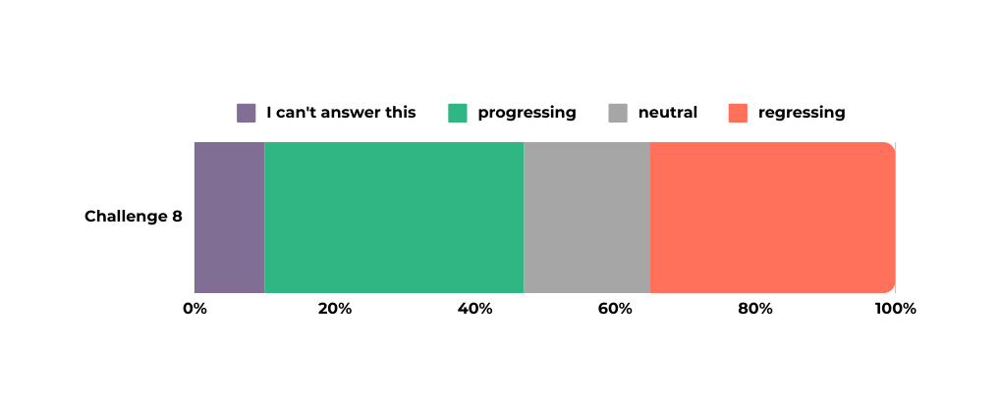 I can't answer this progressing neutral regressing
Challenge 8
0% 20% 40% 60% 80% 100%